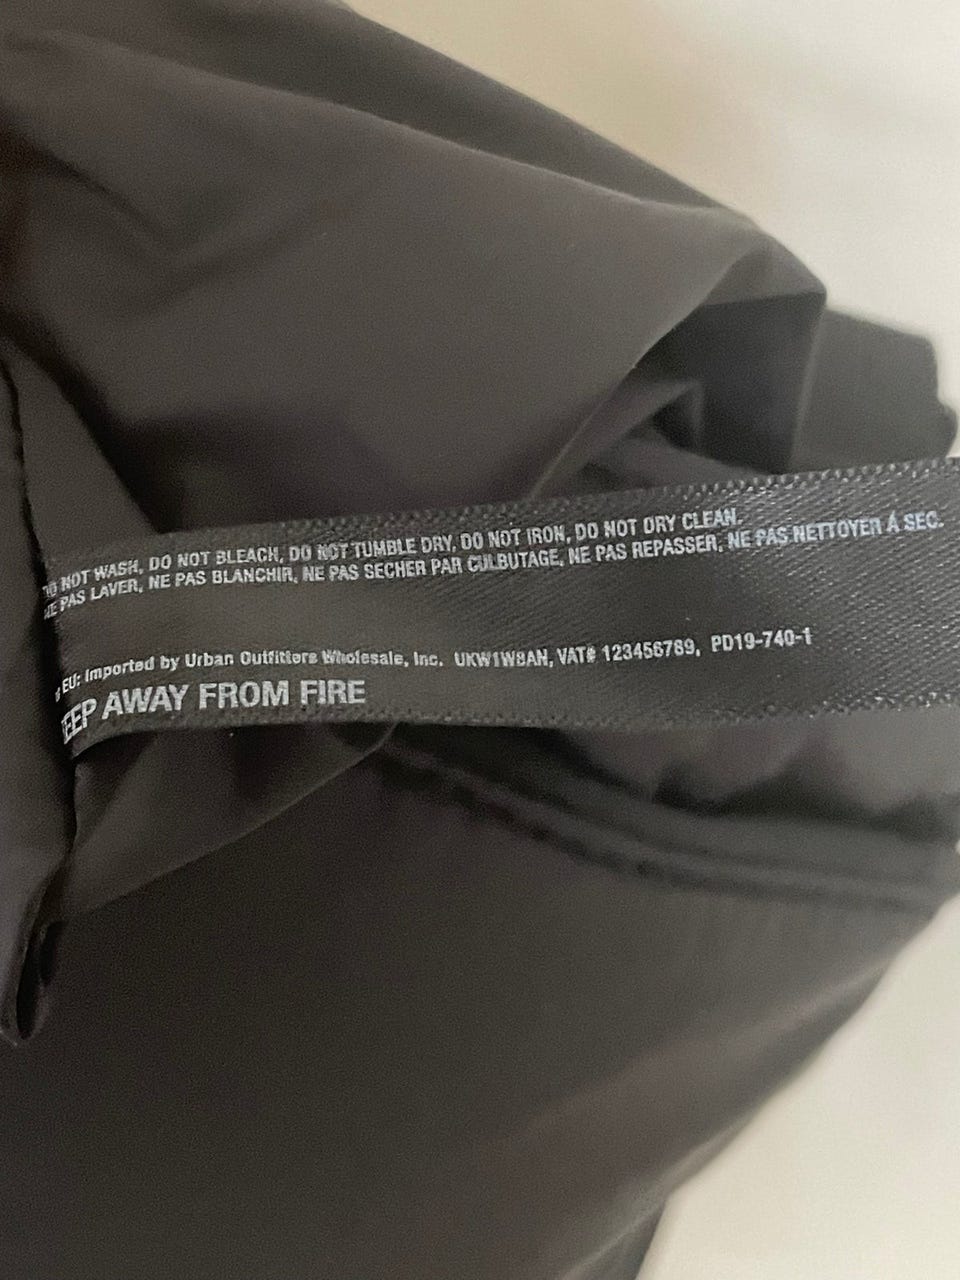 DO NOT WASH, DO NOT BLEACH, DO NOT TUMBLE DRY, DO NOT IRON, DO NOT DRY CLEAN.
NE PAS LAVER, NE PAS BLANCHIR, NE PAS SECHER PAR CULBUTAGE, NE PAS REPASSER, NE PAS NETTOYER Á SEC.
EU: Imported by Urban Outfitters Wholesale, Inc. UKW1W8AN, VAT# 123456789, PD19-740-1
EEP AWAY FROM FIRE